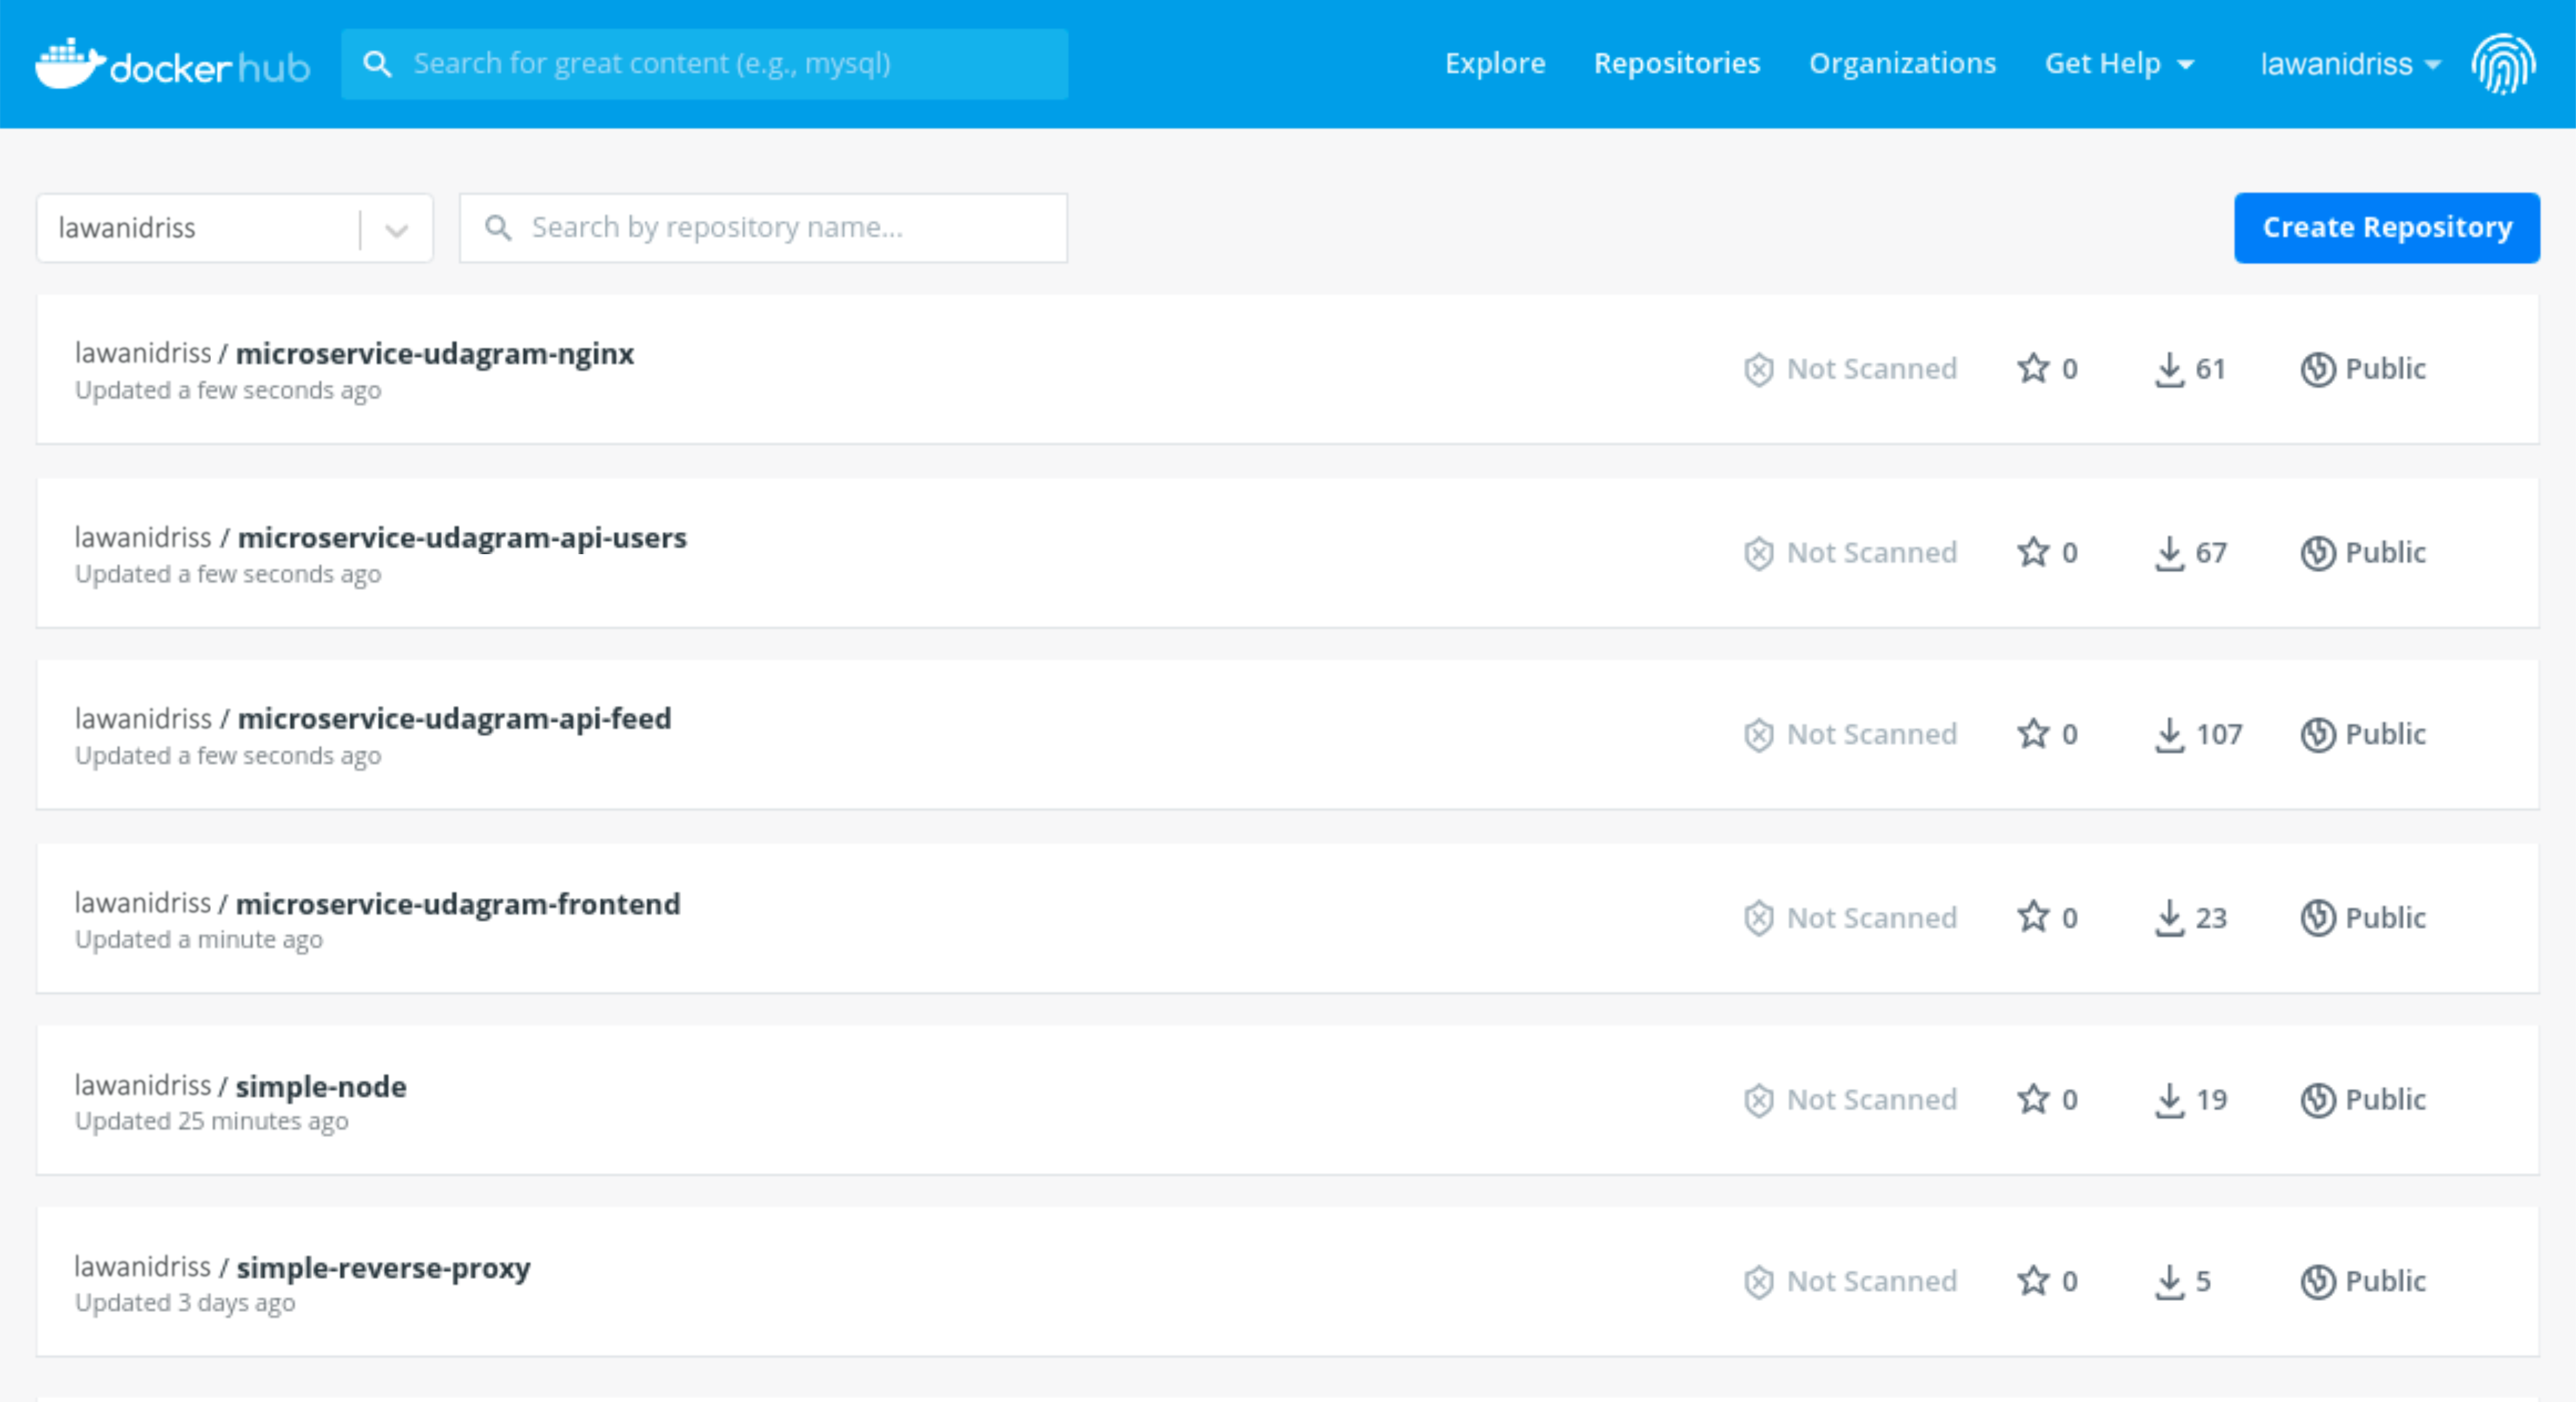 docker hub
Search for great content (e.g., mysql)
Explore Repositories Organizations Get Help lawanidriss
lawanidriss
Search by repository name...
Create Repository
lawanidriss / microservice-udagram-nginx
Updated a few seconds ago
Not Scanned 0 61 Public
lawanidriss / microservice-udagram-api-users
Updated a few seconds ago
Not Scanned 0 67 Public
lawanidriss / microservice-udagram-api-feed
Updated a few seconds ago
Not Scanned 0 107 Public
lawanidriss / microservice-udagram-frontend
Updated a minute ago
Not Scanned 0 23 Public
lawanidriss / simple-node
Updated 25 minutes ago
Not Scanned 0 19 Public
lawanidriss / simple-reverse-proxy
Updated 3 days ago
Not Scanned 0 5 Public